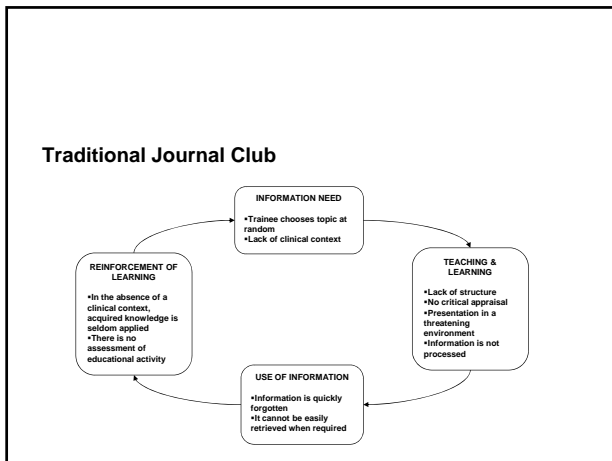 Traditional Journal Club
INFORMATION NEED
▪Trainee chooses topic at
random
▪Lack of clinical context
TEACHING &
LEARNING
▪Lack of structure
▪No critical appraisal
▪Presentation in a
threatening
environment
▪Information is not
processed
USE OF INFORMATION
▪Information is quickly
forgotten
▪It cannot be easily
retrieved when required
REINFORCEMENT OF
LEARNING
▪In the absence of a
clinical context,
acquired knowledge is
seldom applied
▪There is no
assessment of
educational activity